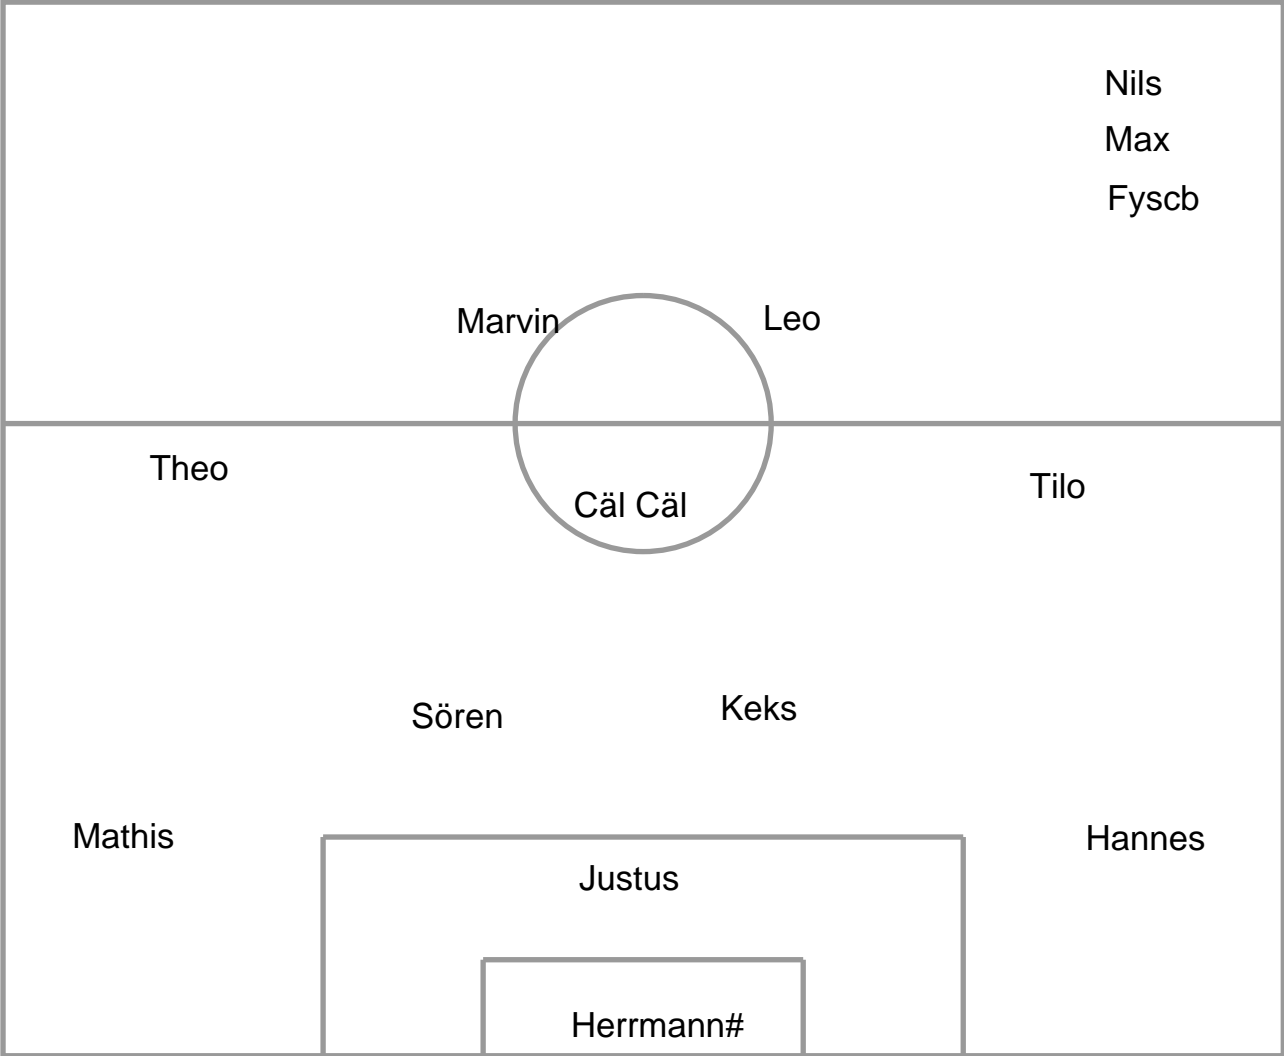 Nils
Max
Fyscb
Marvin
Leo
Theo
Cäl Cäl
Tilo
Sören
Keks
Mathis
Hannes
Justus
Herrmann#